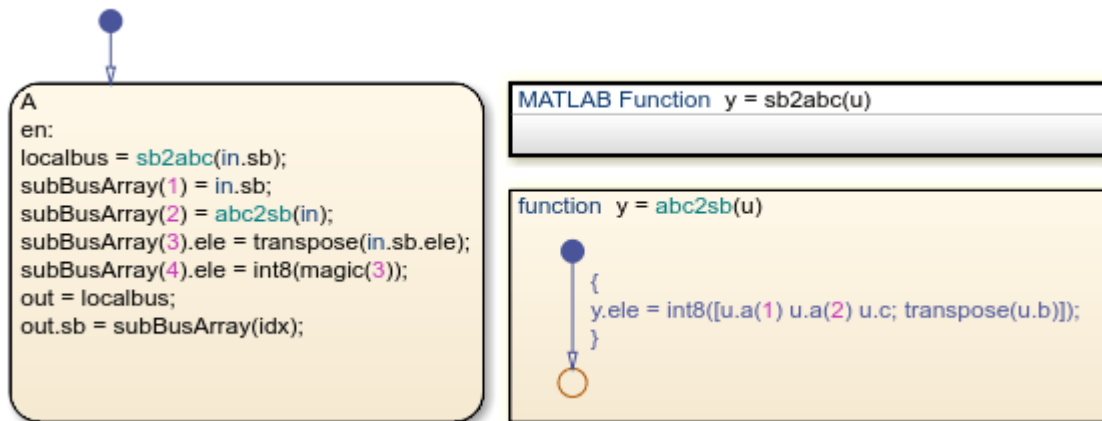 A
en:
localbus = sb2abc(in.sb);
subBusArray(1) = in.sb;
subBusArray(2) = abc2sb(in);
subBusArray(3).ele = transpose(in.sb.ele);
subBusArray(4).ele = int8(magic(3));
out = localbus;
out.sb = subBusArray(idx);
MATLAB Function y = sb2abc(u)
function y = abc2sb(u)
{
y.ele = int8([u.a(1) u.a(2) u.c; transpose(u.b)]);
}